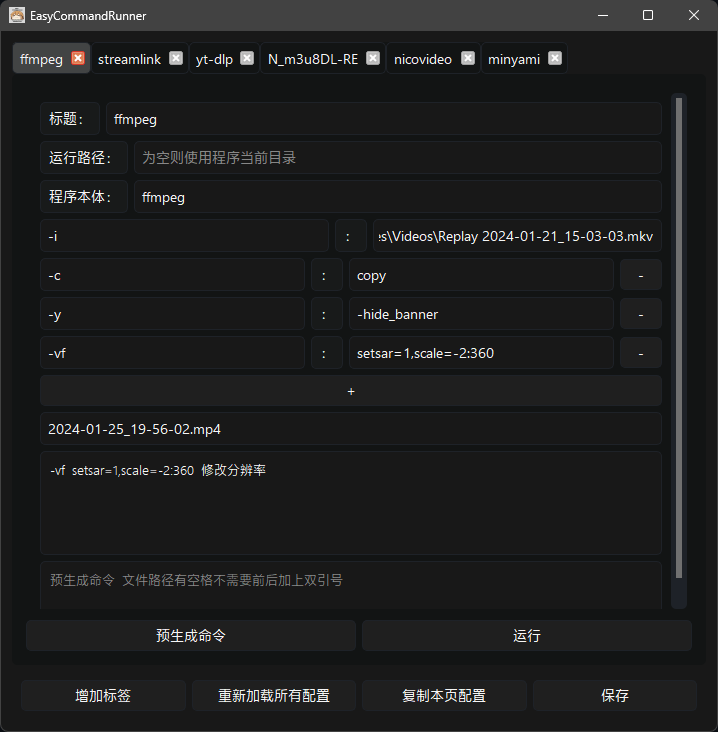 EasyCommandRunner
ffmpeg streamlink yt-dlp N_m3u8DL-RE nicovideo minyami
标题： ffmpeg
运行路径： 为空则使用程序当前目录
程序本体： ffmpeg
-i ： es\Videos\Replay 2024-01-21_15-03-03.mkv
-c ： copy -
-y ： -hide_banner -
-vf ： setsar=1,scale=-2:360 -
+
2024-01-25_19-56-02.mp4
-vf setsar=1,scale=-2:360 修改分辨率
预生成命令 文件路径有空格不需要前后加上双引号
预生成命令 运行
增加标签 重新加载所有配置 复制本页配置 保存